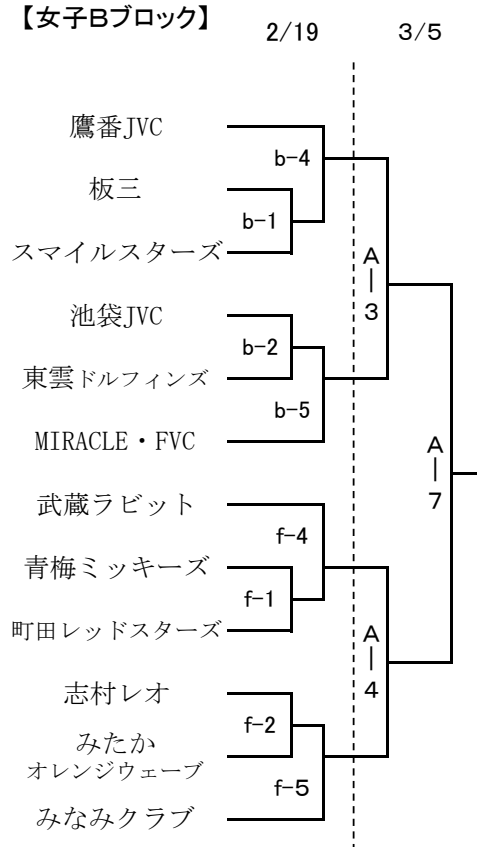 【女子Bブロック】 2/19 3/5
鷹番JVC
b-4
板三
b-1
スマイルスターズ
A|3
池袋JVC
b-2
東雲ドルフィンズ
b-5
MIRACLE・FVC
A|7
武蔵ラビット
f-4
青梅ミッキーズ
f-1
町田レッドスターズ
A|4
志村レオ
f-2
みたか
オレンジウェーブ
f-5
みなみクラブ